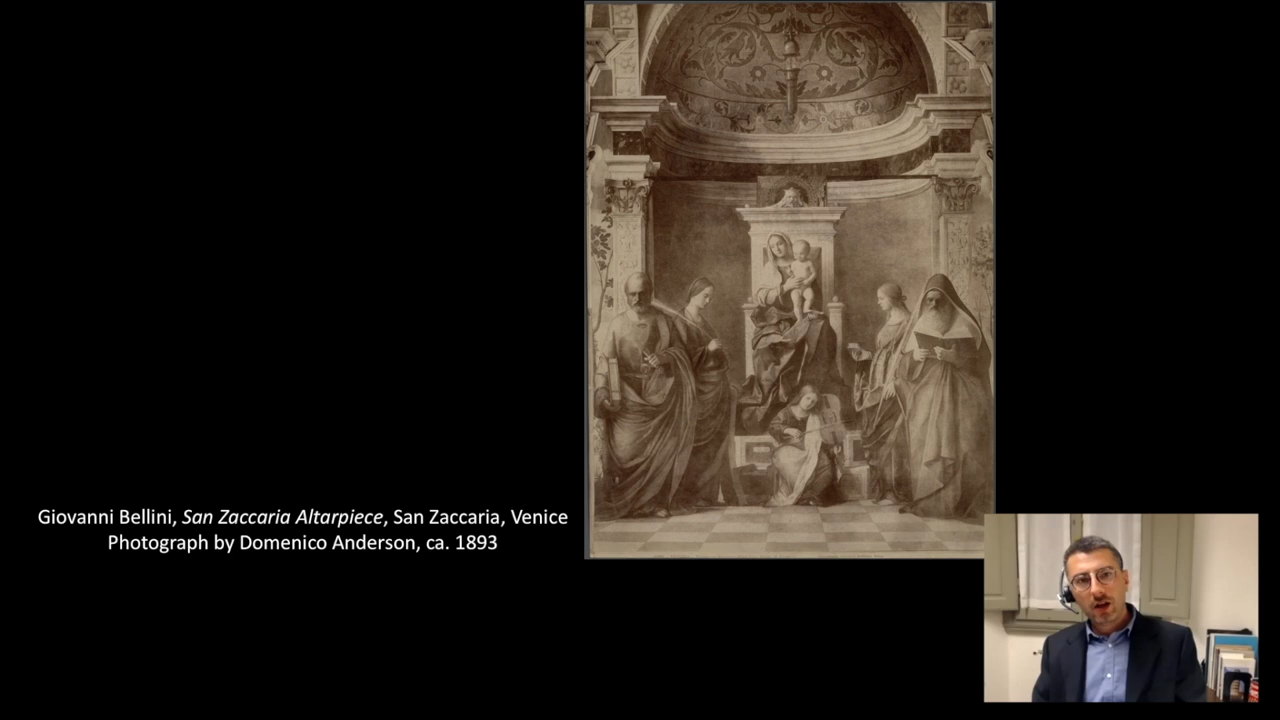 Giovanni Bellini, San Zaccaria Altarpiece, San Zaccaria, Venice
Photograph by Domenico Anderson, ca. 1893